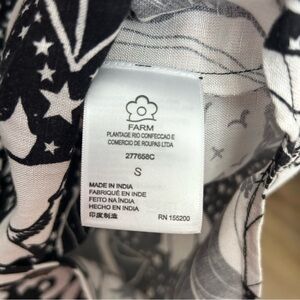 FARM
PLANTAGE RIO CONFECCAO E
COMERCIO DE ROUPAS LTDA
277658C
S
MADE IN INDIA
FABRIQUÉ EN INDE
FEITO NA ÍNDIA
HECHO EN INDIA
印度制造
RN 155200